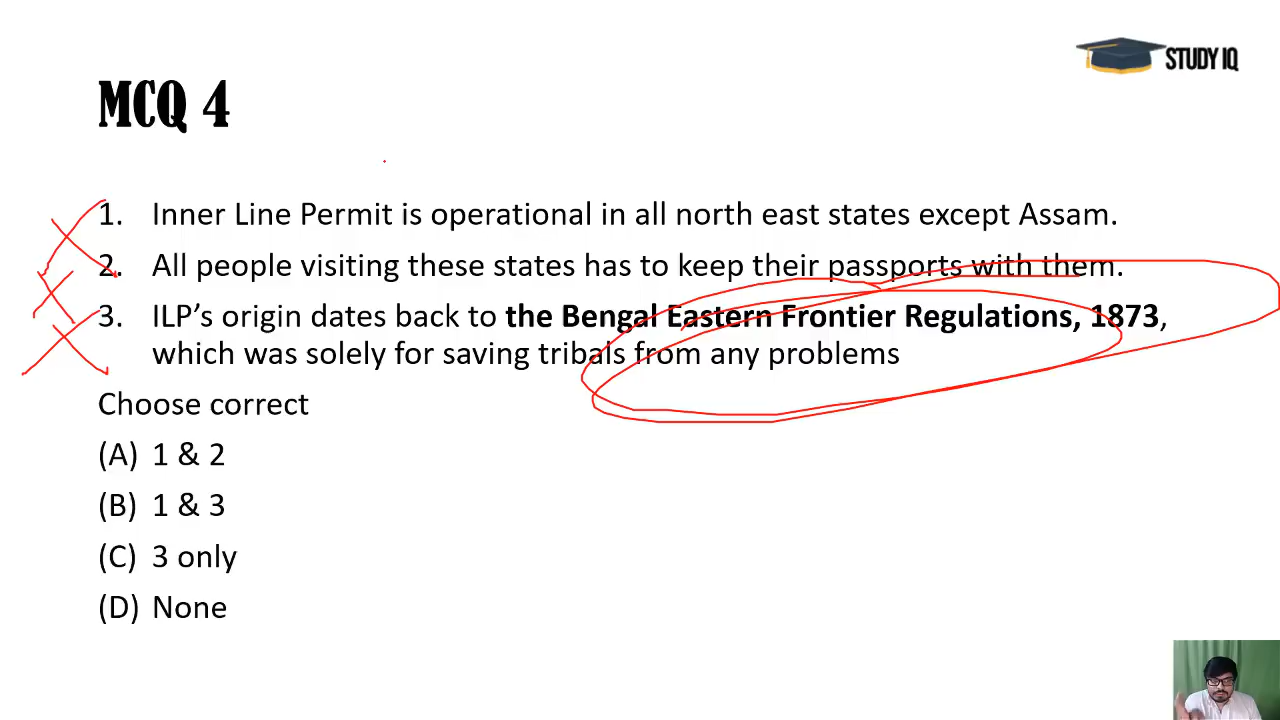 STUDY IQ
MCQ 4
1. Inner Line Permit is operational in all north east states except Assam.
2. All people visiting these states has to keep their passports with them.
3. ILP’s origin dates back to the Bengal Eastern Frontier Regulations, 1873,
which was solely for saving tribals from any problems
Choose correct
(A) 1 & 2
(B) 1 & 3
(C) 3 only
(D) None